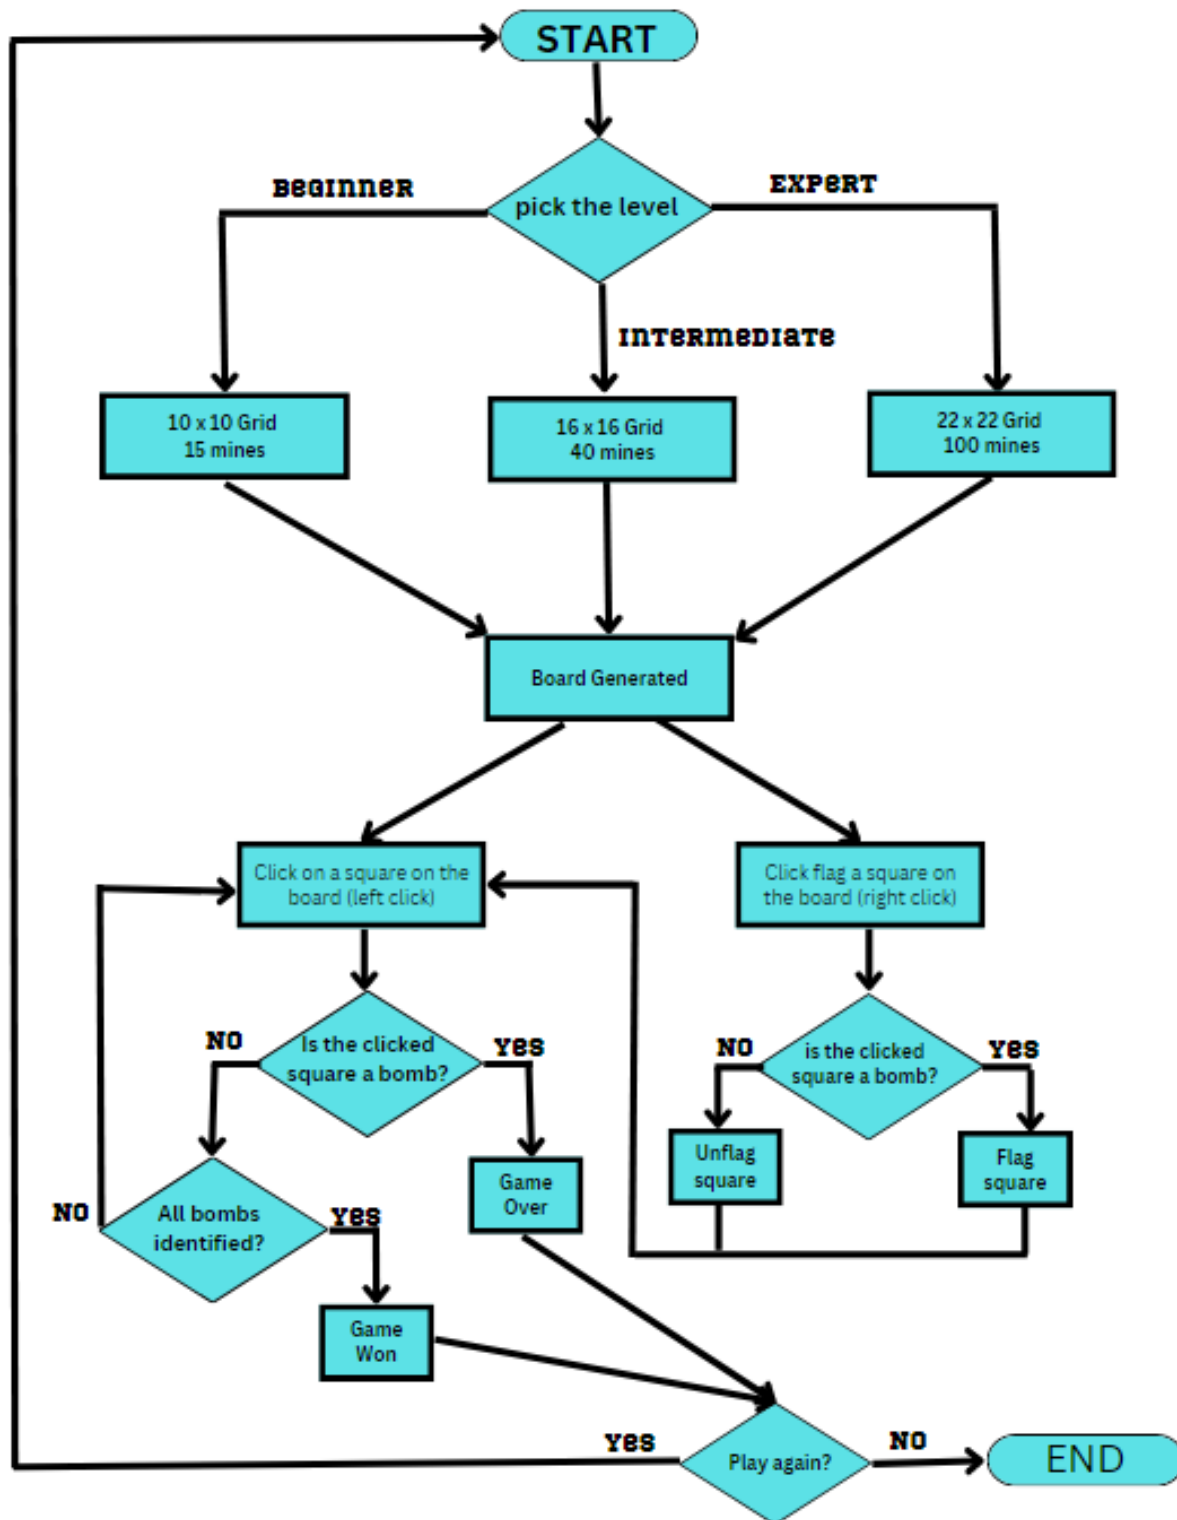 START
pick the level
Beginner
Expert
Intermediate
10 x 10 Grid
15 mines
16 x 16 Grid
40 mines
22 x 22 Grid
100 mines
Board Generated
Click on a square on the
board (left click)
Click flag a square on
the board (right click)
Is the clicked
square a bomb?
NO
Yes
is the clicked
square a bomb?
NO
Yes
Unflag
square
Flag
square
Game
Over
All bombs
identified?
NO
Yes
Game
Won
Play again?
Yes
NO
END